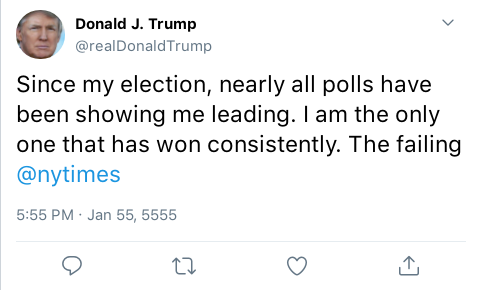 Donald J. Trump
@realDonaldTrump
Since my election, nearly all polls have
been showing me leading. I am the only
one that has won consistently. The failing
@nytimes
5:55 PM · Jan 55, 5555